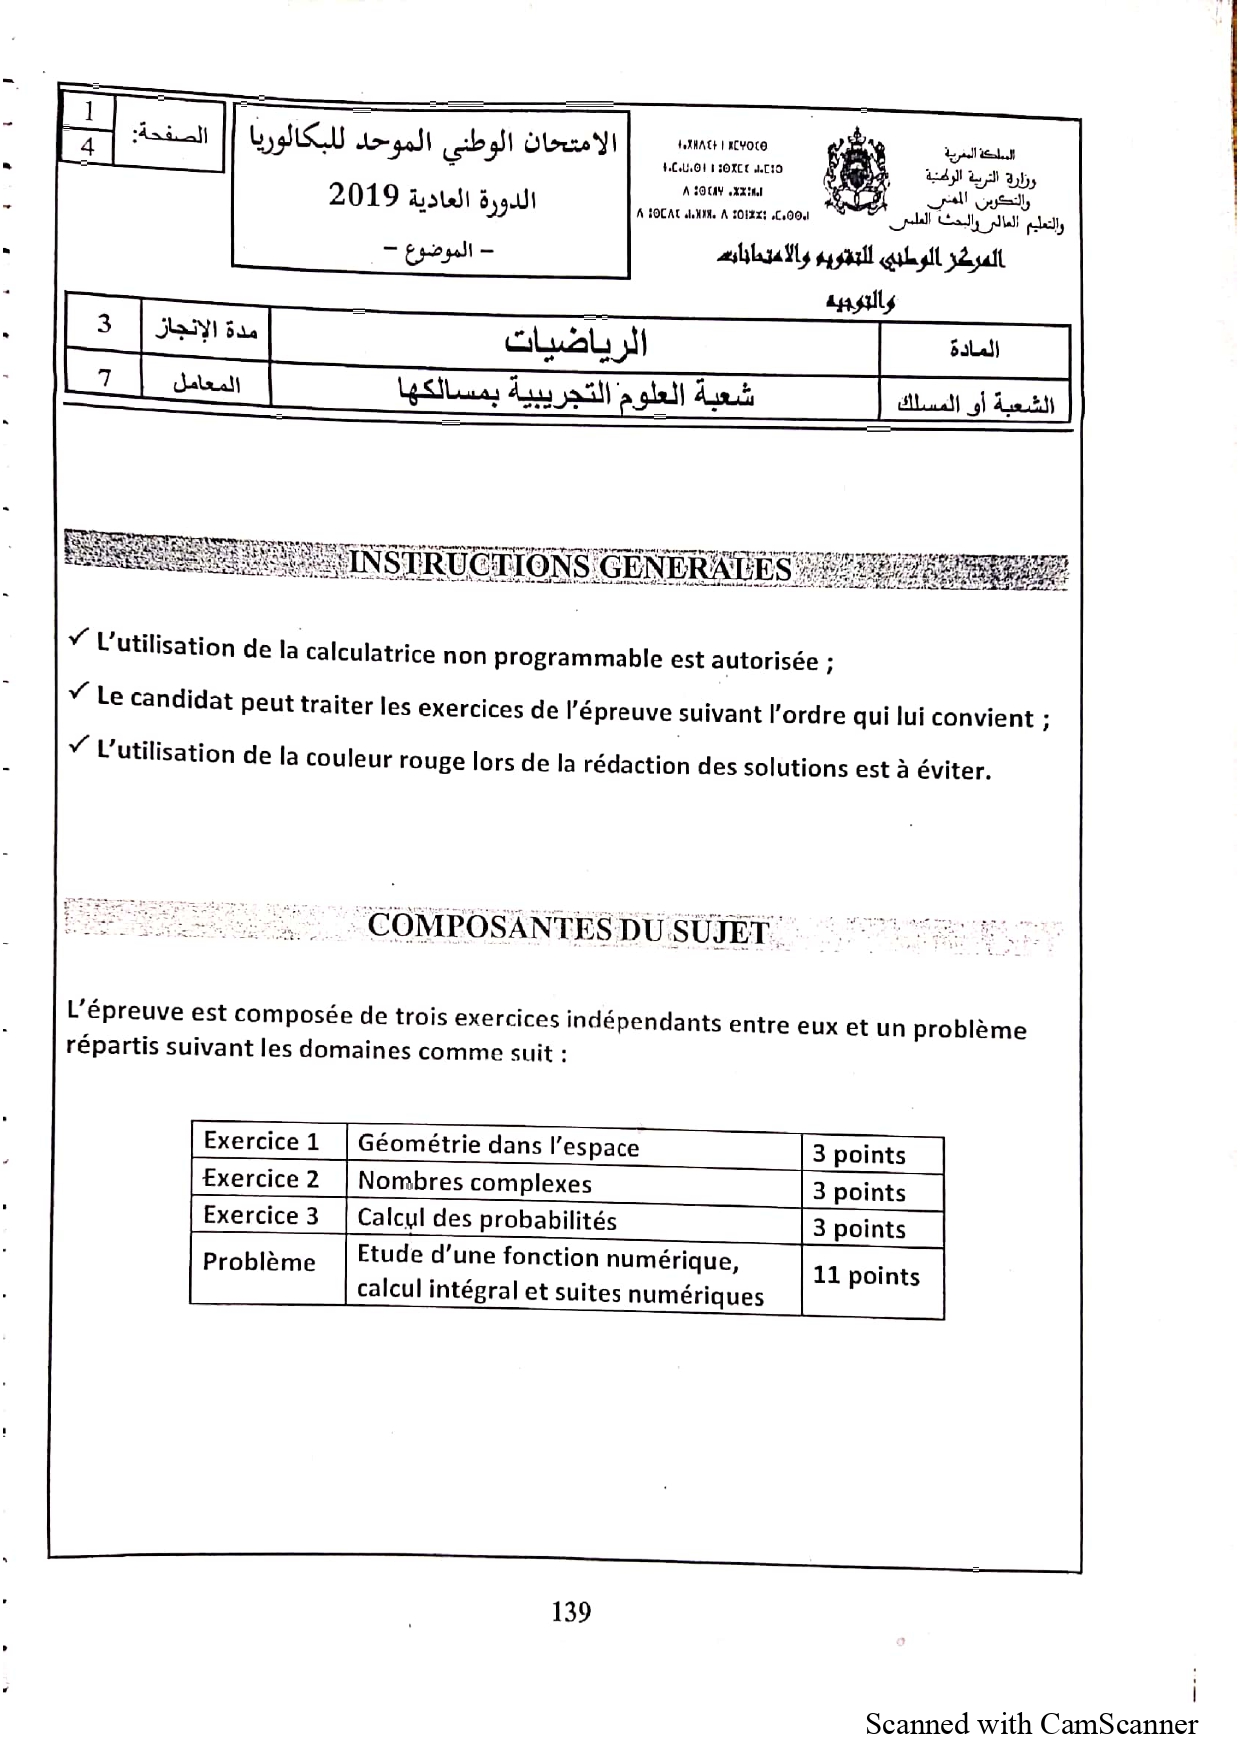 1
4
الصفحة:
الامتحان الوطني الموحد للبكالوريا
الدورة العادية 2019
- الموضوع -
المملكة المغربية
وزارة التربية الوطنية
والتكوين المهني
والتعليم العالي والبحث العلمي
المركز الوطني للتقويم والامتحانات
والتوجيه
3
مدة الإنجاز
الرياضيات
المادة
7
المعامل
شعبة العلوم التجريبية بمسالكها
الشعبة أو المسلك
INSTRUCTIONS GENERALES
✓ L'utilisation de la calculatrice non programmable est autorisée ;
✓ Le candidat peut traiter les exercices de l'épreuve suivant l'ordre qui lui convient ;
✓ L'utilisation de la couleur rouge lors de la rédaction des solutions est à éviter.
COMPOSANTES DU SUJET
L'épreuve est composée de trois exercices indépendants entre eux et un problème
répartis suivant les domaines comme suit :
Exercice 1 Géométrie dans l'espace 3 points
Exercice 2 Nombres complexes 3 points
Exercice 3 Calcul des probabilités 3 points
Problème Etude d'une fonction numérique,
calcul intégral et suites numériques 11 points
139
Scanned with CamScanner